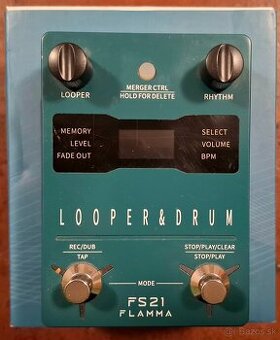 LOOPER
RHYTHM
MERGER CTRL
HOLD FOR DELETE
MEMORY
LEVEL
FADE OUT
SELECT
VOLUME
BPM
LOOPER&DRUM
REC/DUB
TAP
STOP/PLAY/CLEAR
STOP/PLAY
MODE
FS21
FLAMMA